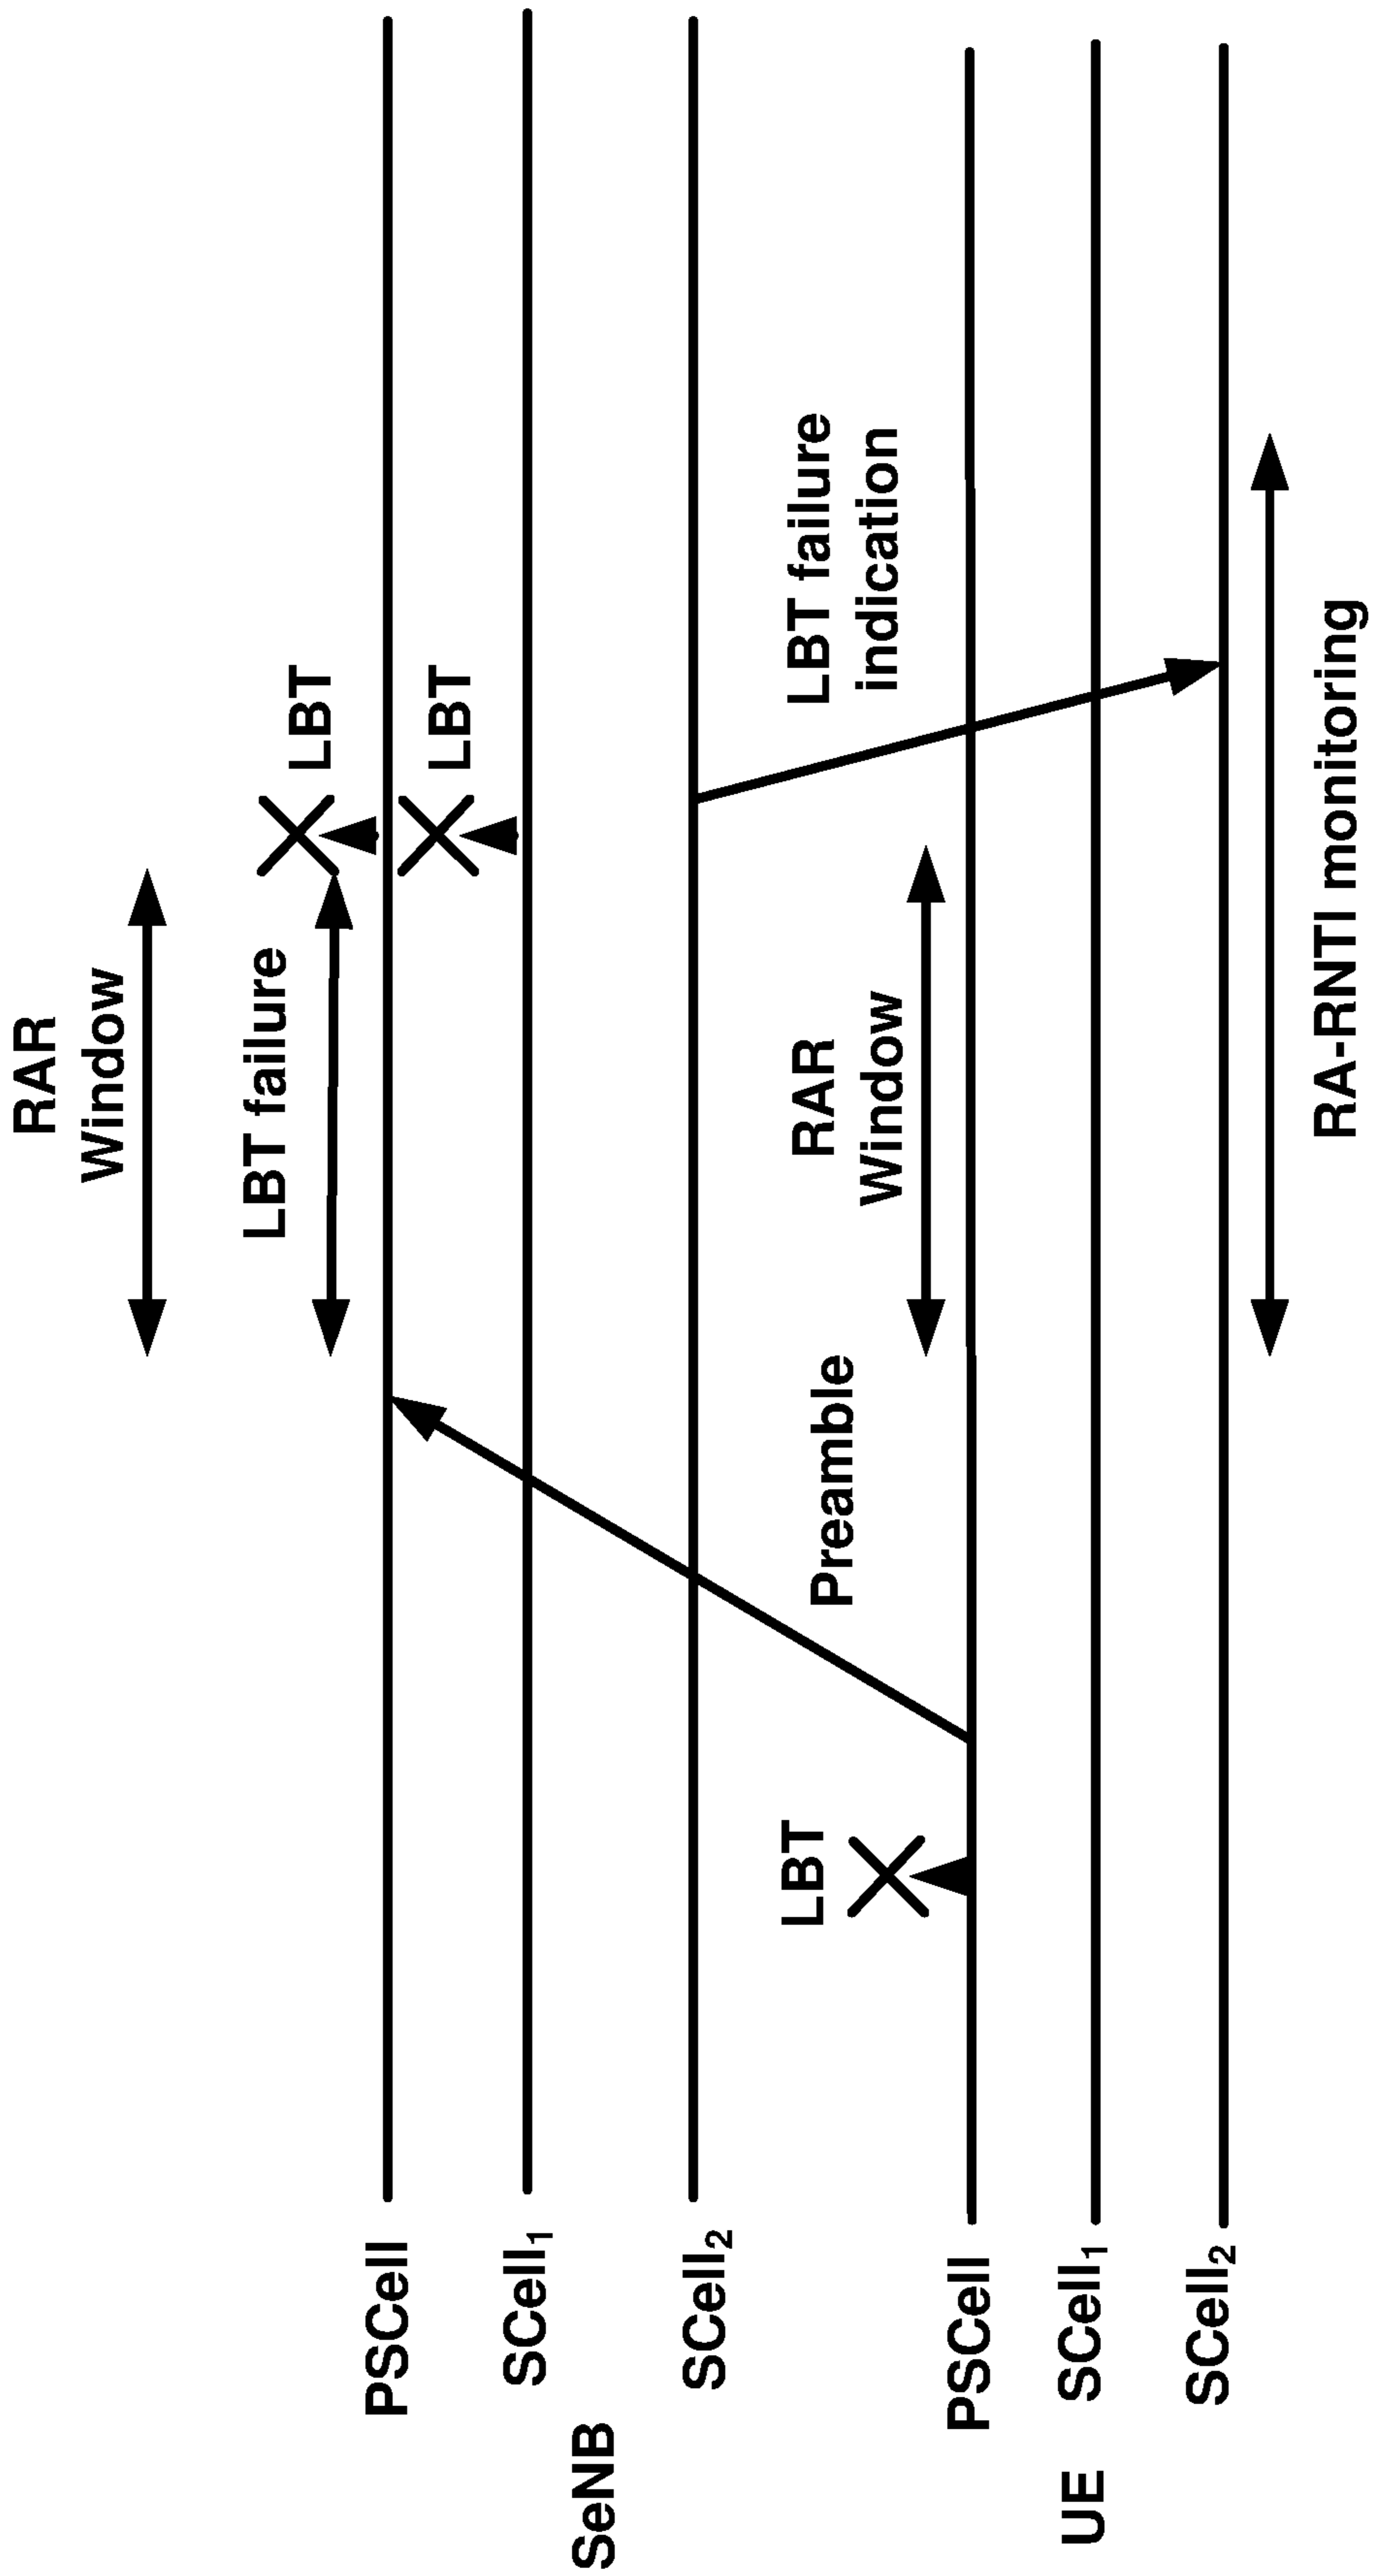 RAR
Window
LBT failure
LBT
LBT
PSCell
SCell₁
SeNB
SCell₂
LBT
Preamble
RAR
Window
LBT failure
indication
PSCell
UE
SCell₁
SCell₂
RA-RNTI monitoring